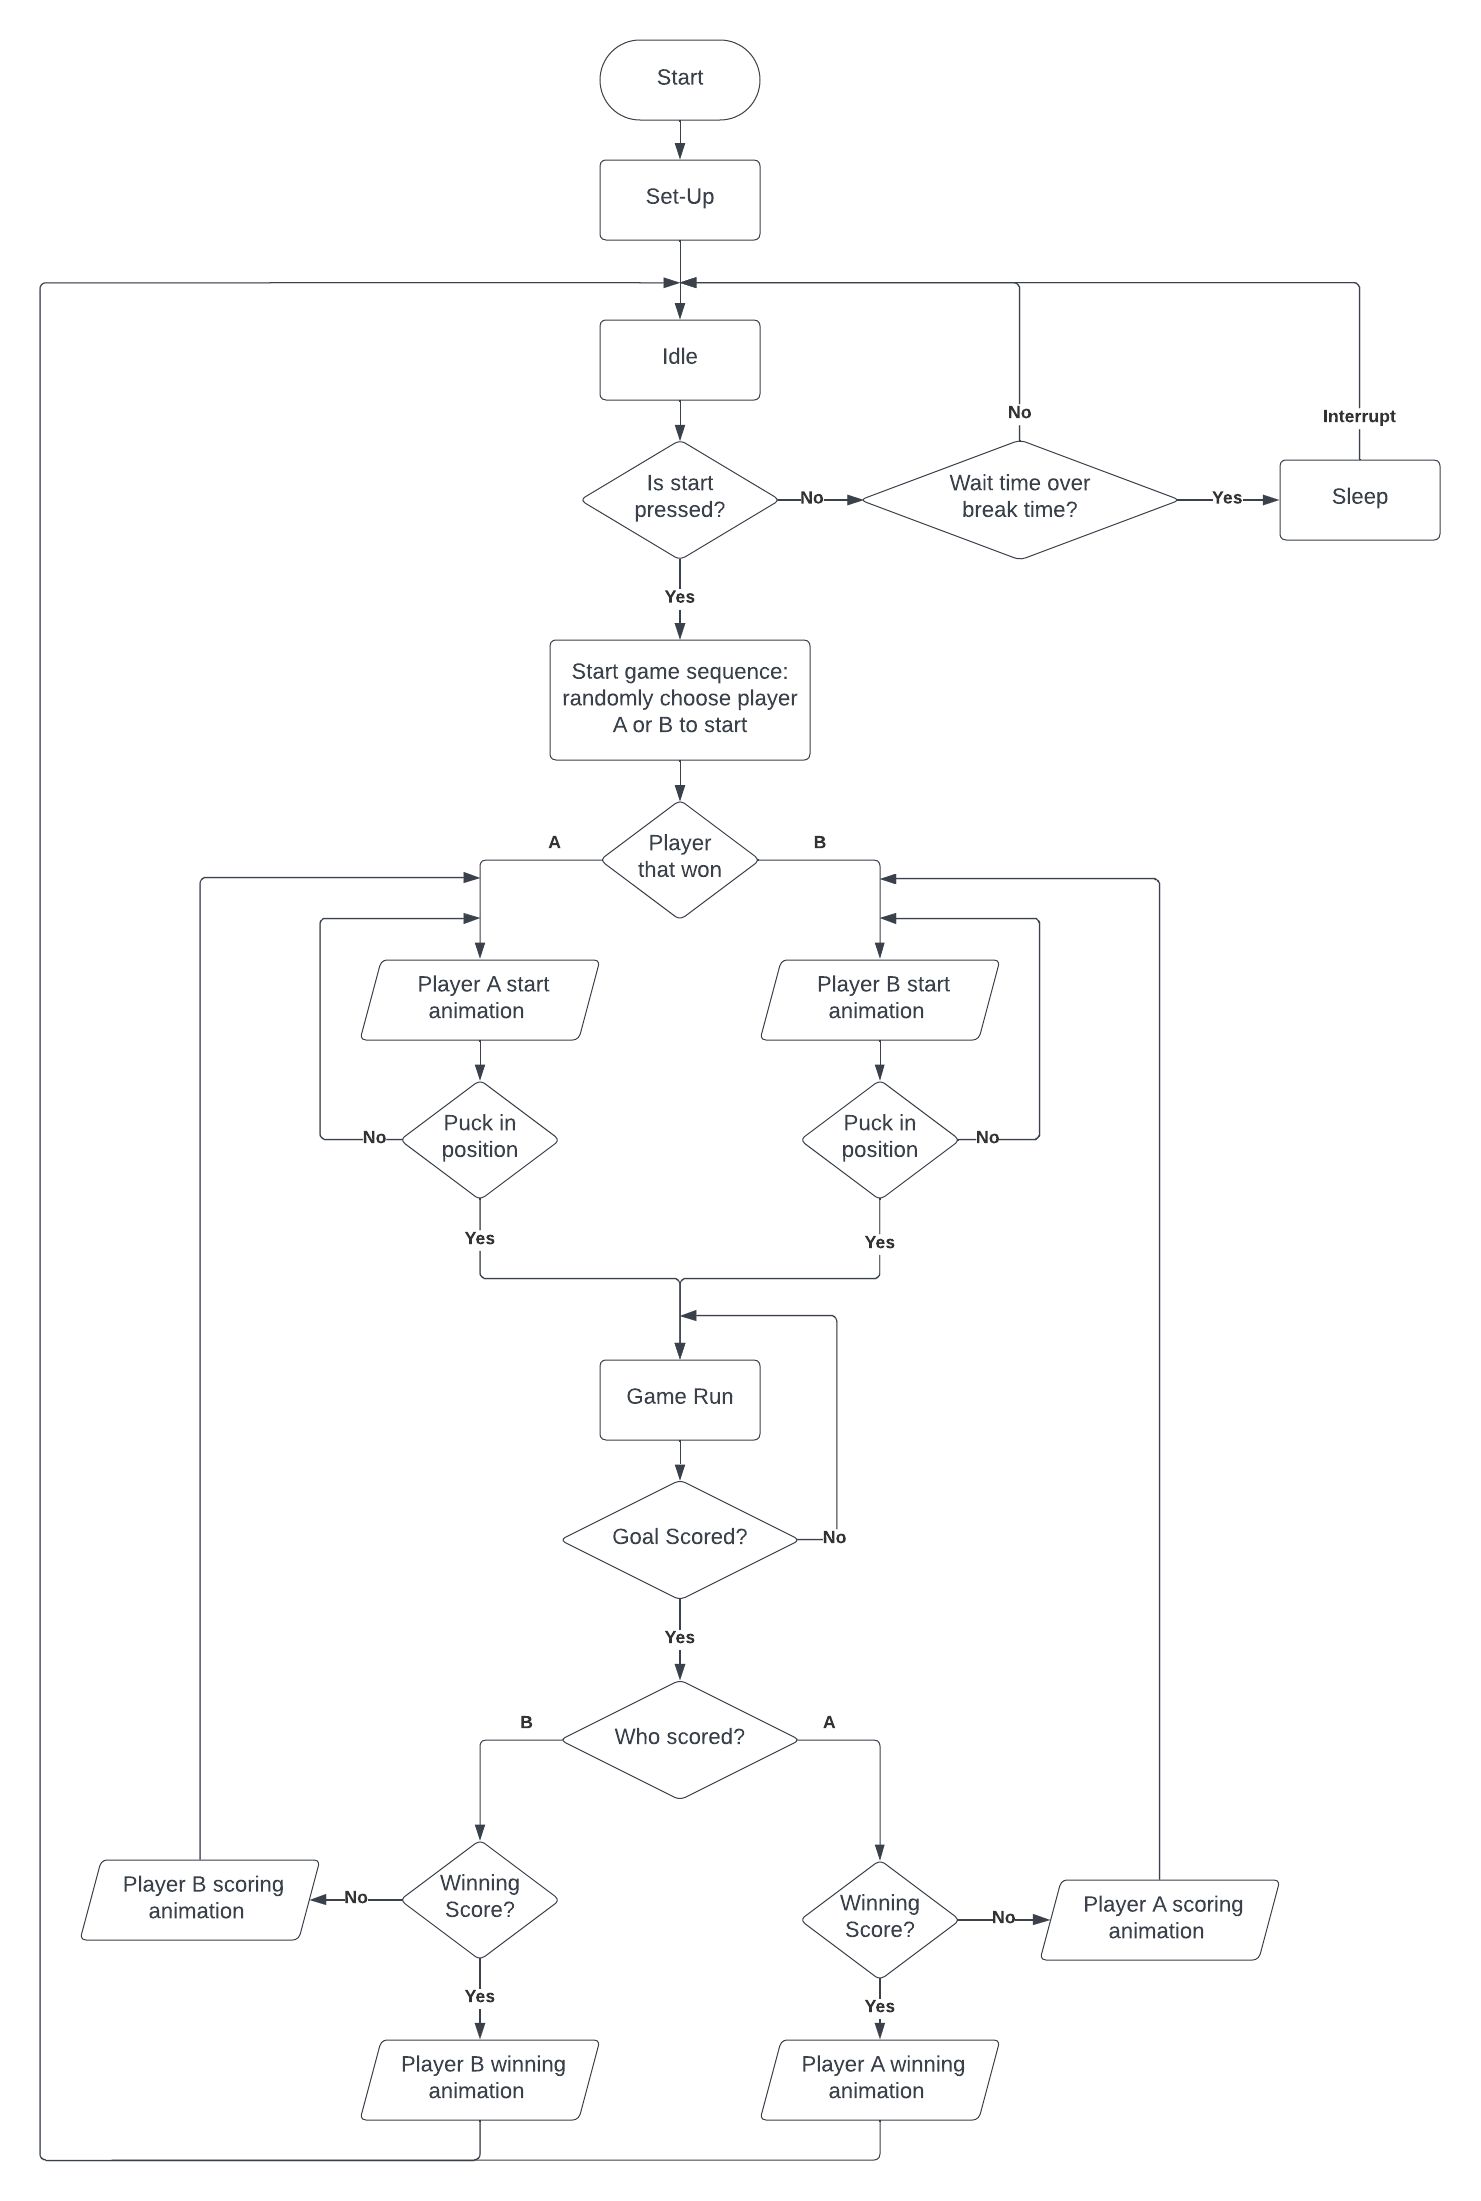 Start
Set-Up
Idle
No
Interrupt
Is start
pressed?
No
Wait time over
break time?
Yes
Sleep
Yes
Start game sequence:
randomly choose player
A or B to start
A
Player
that won
B
Player A start
animation
Player B start
animation
Puck in
position
No
Puck in
position
No
Yes
Yes
Game Run
Goal Scored?
No
Yes
B
Who scored?
A
Player B scoring
animation
No
Winning
Score?
Winning
Score?
No
Player A scoring
animation
Yes
Yes
Player B winning
animation
Player A winning
animation